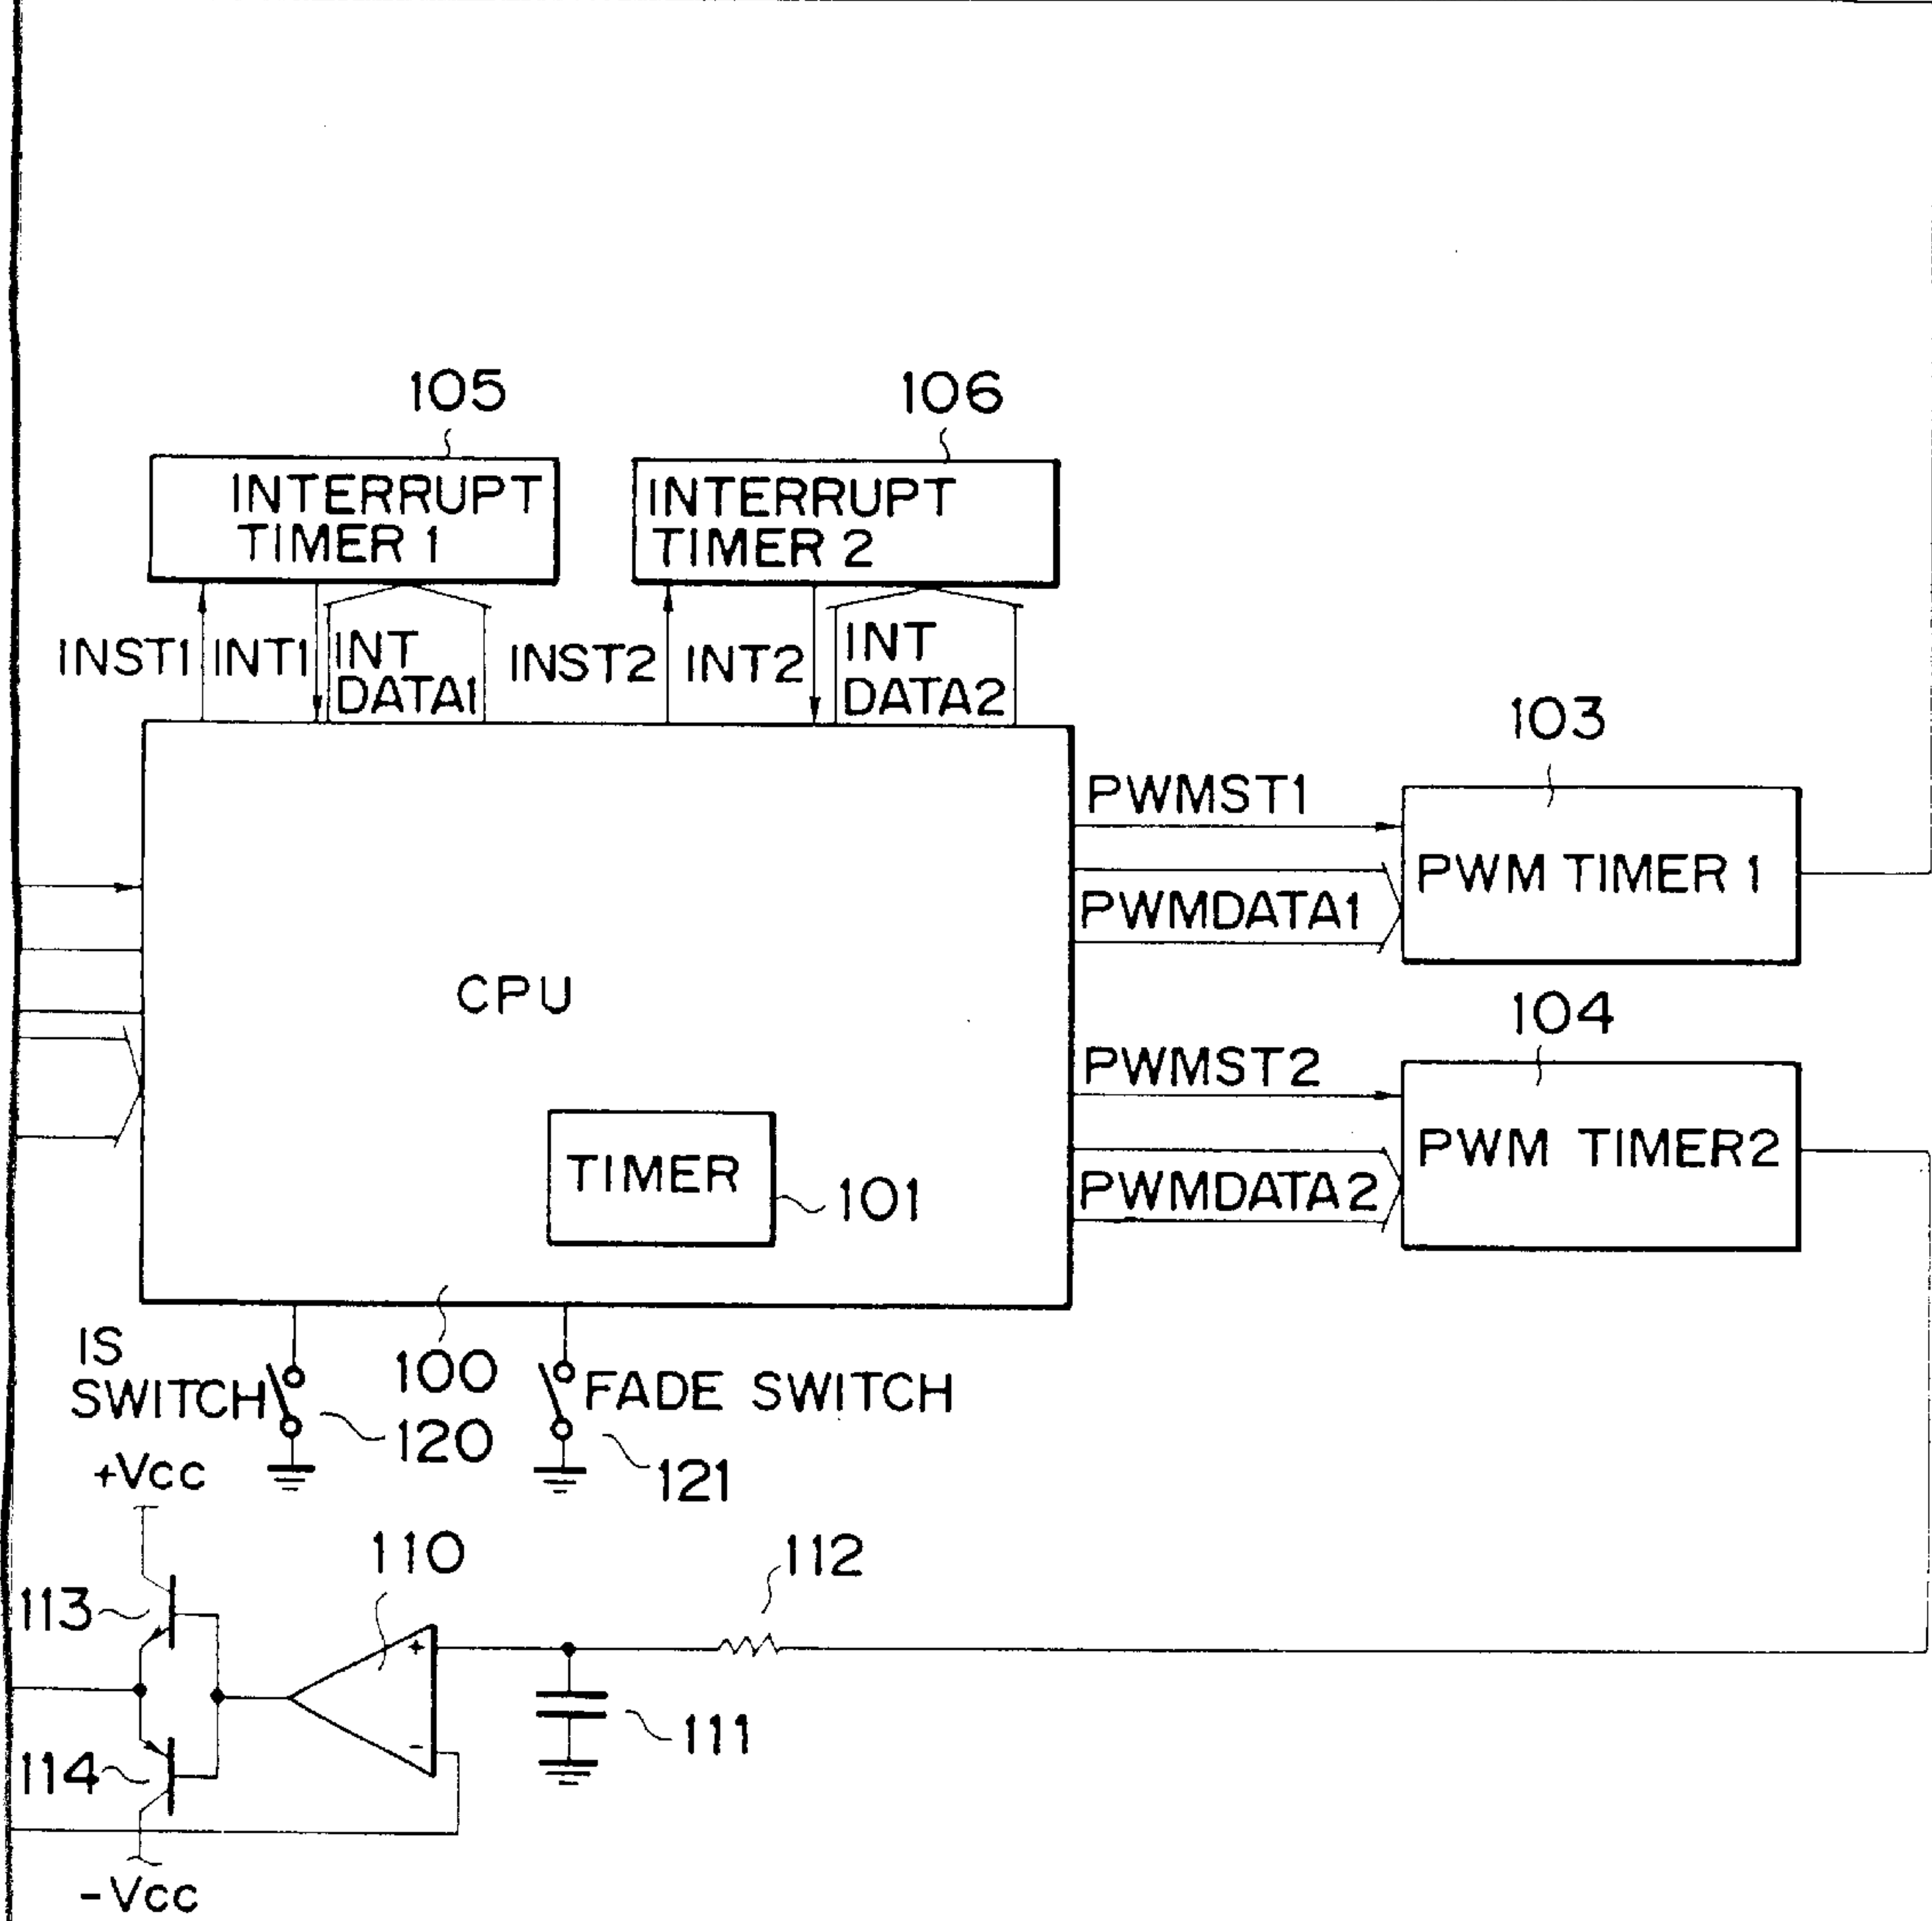 105
106
INTERRUPT
TIMER 1
INTERRUPT
TIMER 2
INST1
INT1
INT
DATA1
INST2
INT2
INT
DATA2
103
PWMST1
PWM TIMER 1
PWMDATA1
CPU
104
PWMST2
PWM TIMER2
PWMDATA2
TIMER
101
IS
SWITCH
100
120
FADE SWITCH
121
+Vcc
110
112
113
+
-
111
114
-Vcc